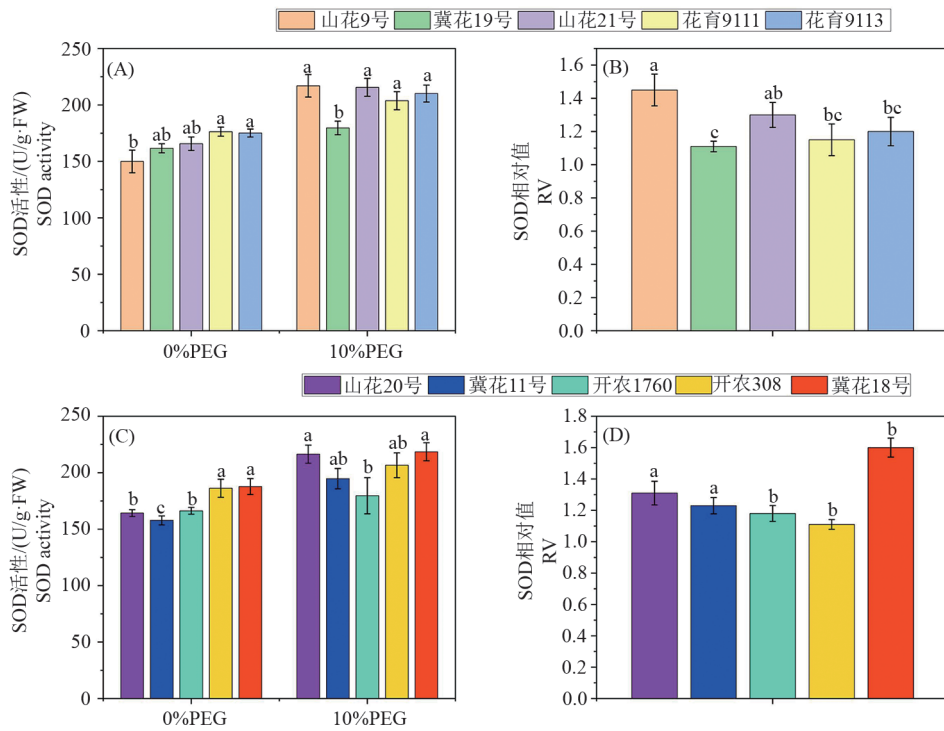 山花9号 冀花19号 山花21号 花育9111 花育9113
(A)
SOD活性/(U/g·FW)
SOD activity
250
200
150
100
50
0
b ab ab a a
a b a a a
0%PEG 10%PEG
(B)
SOD相对值
RV
1.6
1.4
1.2
1.0
0.8
0.6
0.4
0.2
0.0
a c ab bc bc
山花20号 冀花11号 开农1760 开农308 冀花18号
(C)
SOD活性/(U/g·FW)
SOD activity
250
200
150
100
50
0
b c b a a
a ab b ab a
0%PEG 10%PEG
(D)
SOD相对值
RV
1.8
1.6
1.4
1.2
1.0
0.8
0.6
0.4
0.2
0.0
a a b b b